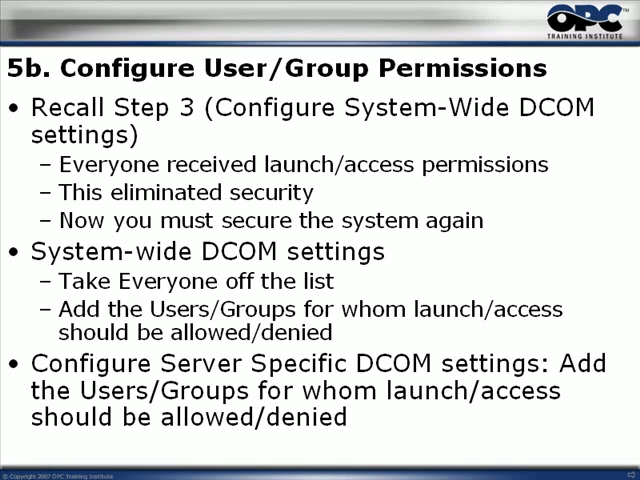 OPC™
TRAINING INSTITUTE
5b. Configure User/Group Permissions
• Recall Step 3 (Configure System-Wide DCOM
settings)
– Everyone received launch/access permissions
– This eliminated security
– Now you must secure the system again
• System-wide DCOM settings
– Take Everyone off the list
– Add the Users/Groups for whom launch/access
should be allowed/denied
• Configure Server Specific DCOM settings: Add
the Users/Groups for whom launch/access
should be allowed/denied
© Copyright 2007 OPC Training Institute